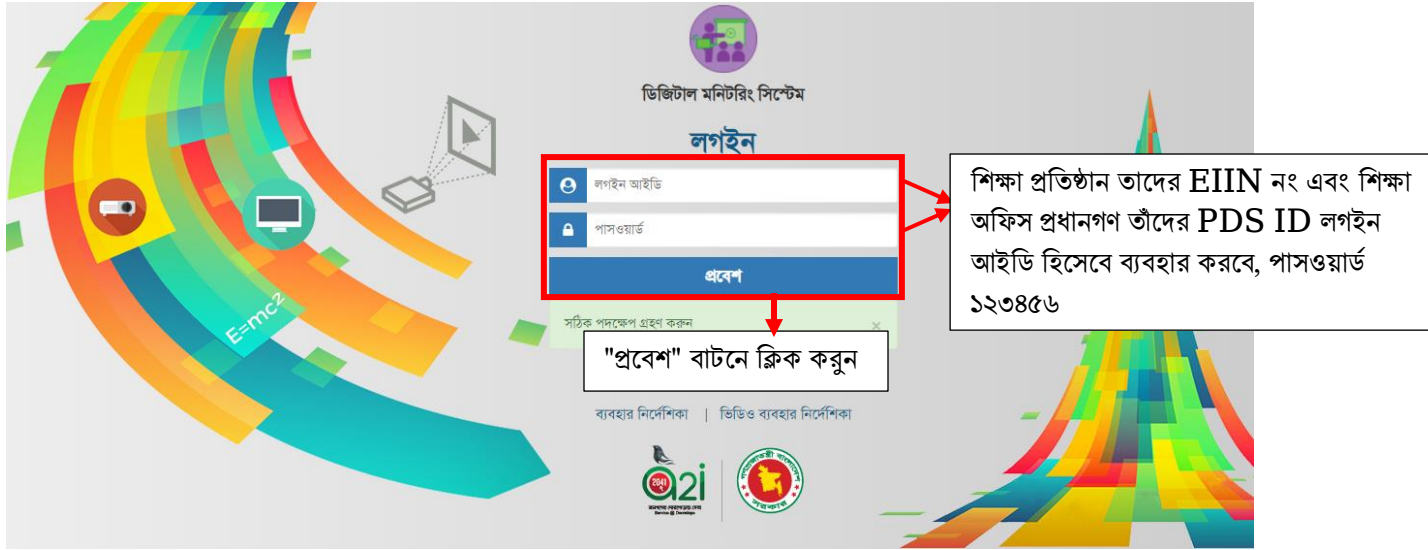 ডিজিটাল মনিটরিং সিস্টেম
লগইন
লগইন আইডি
পাসওয়ার্ড
প্রবেশ
শিক্ষা প্রতিষ্ঠান তাদের EIIN নং এবং শিক্ষা
অফিস প্রধানগণ তাঁদের PDS ID লগইন
আইডি হিসেবে ব্যবহার করবে, পাসওয়ার্ড
১২৩৪৫৬
E=mc2
সঠিক পদক্ষেপ গ্রহণ করুন ×
"প্রবেশ" বাটনে ক্লিক করুন
ব্যবহার নির্দেশিকা | ভিডিও ব্যবহার নির্দেশিকা
2041
a2i